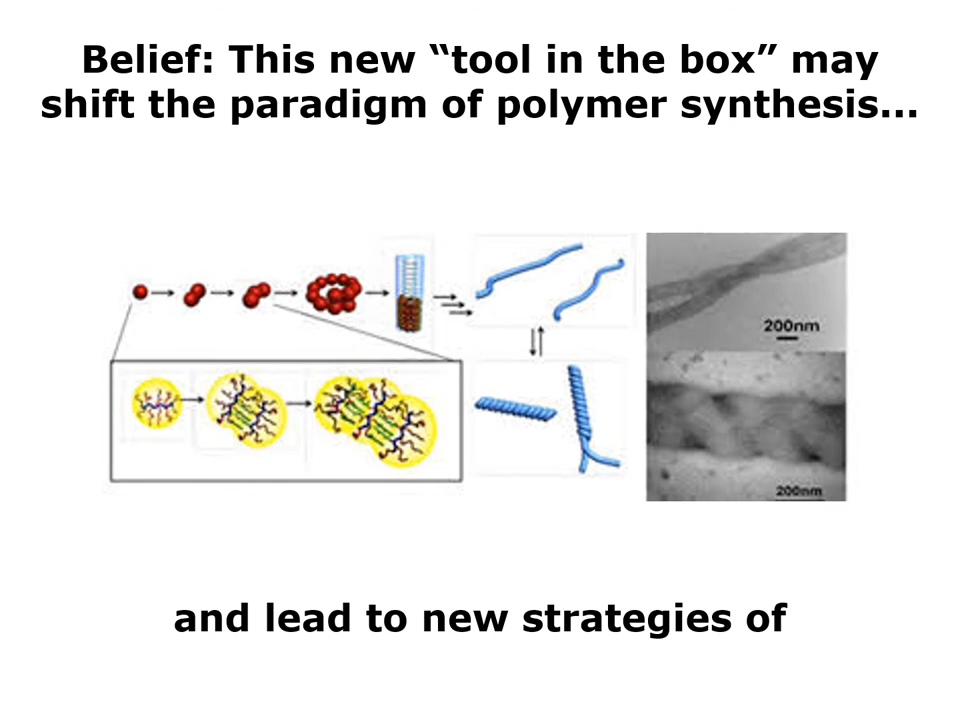 Belief: This new “tool in the box” may
shift the paradigm of polymer synthesis...
200nm
200nm
and lead to new strategies of